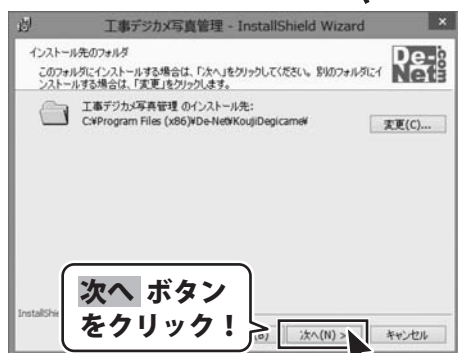 工事デジカメ写真管理 - InstallShield Wizard
×
インストール先のフォルダ
このフォルダにインストールする場合は、「次へ」をクリックしてください。別のフォルダにイ
ンストールする場合は、「変更」をクリックします。
De-
Net
工事デジカメ写真管理 のインストール先:
C:¥Program Files (x86)¥De-Net¥KoujiDegicame¥
変更(C)...
次へ ボタン
をクリック！
InstallShie
(B)
次へ(N) >
キャンセル